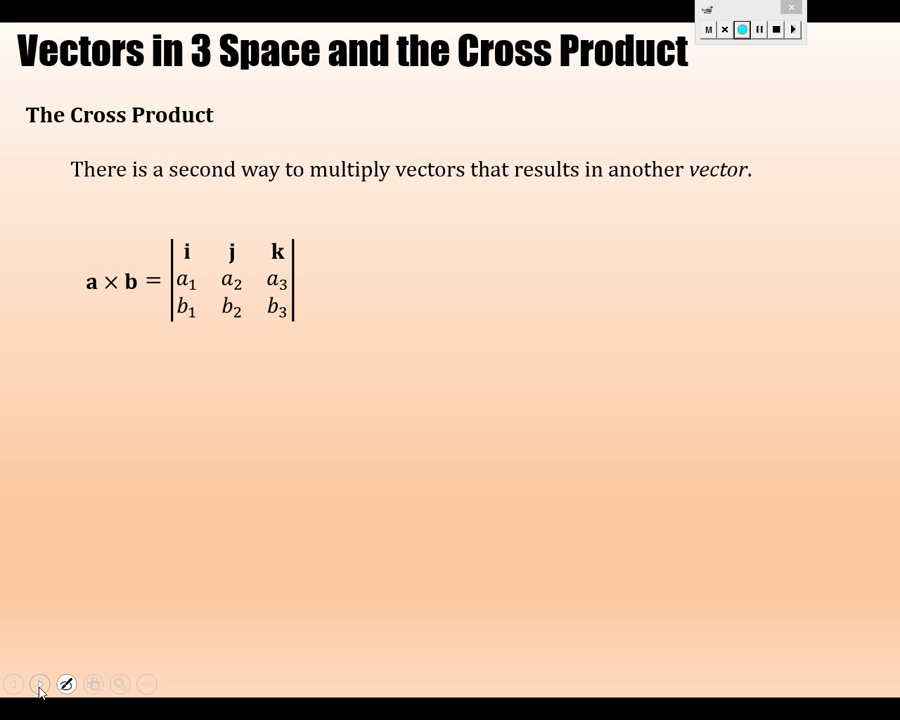 Vectors in 3 Space and the Cross Product
The Cross Product
There is a second way to multiply vectors that results in another vector.
i j k
a × b = | a₁ a₂ a₃ |
b₁ b₂ b₃
M